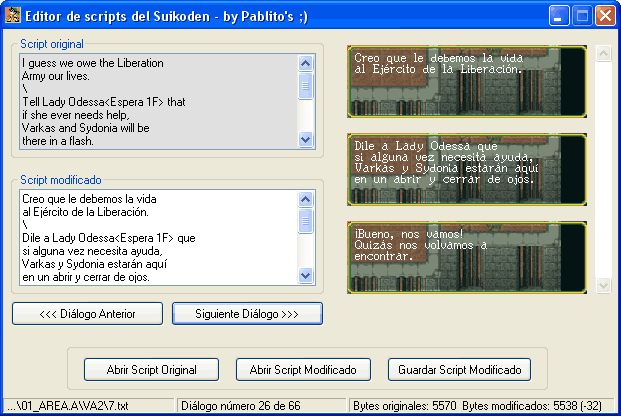 Editor de scripts del Suikoden - by Pablito's ;)
Script original
I guess we owe the Liberation
Army our lives.
\
Tell Lady Odessa<Espera 1F> that
if she ever needs help,
Varkas and Sydonia will be
there in a flash.
Script modificado
Creo que le debemos la vida
al Ejército de la Liberación.
\
Dile a Lady Odessa<Espera 1F> que
si alguna vez necesita ayuda,
Varkas y Sydonia estarán aquí
en un abrir y cerrar de ojos.
<<< Diálogo Anterior
Siguiente Diálogo >>>
Creo que le debemos la vida
al Ejército de la Liberación.
Dile a Lady Odessa que
si alguna vez necesita ayuda,
Varkas y Sydonia estarán aquí
en un abrir y cerrar de ojos.
¡Bueno, nos vamos!
Quizás nos volvamos a
encontrar.
Abrir Script Original
Abrir Script Modificado
Guardar Script Modificado
...\01_AREA.A\VA2\7.txt
Diálogo número 26 de 66
Bytes originales: 5570 Bytes modificados: 5538 (-32)